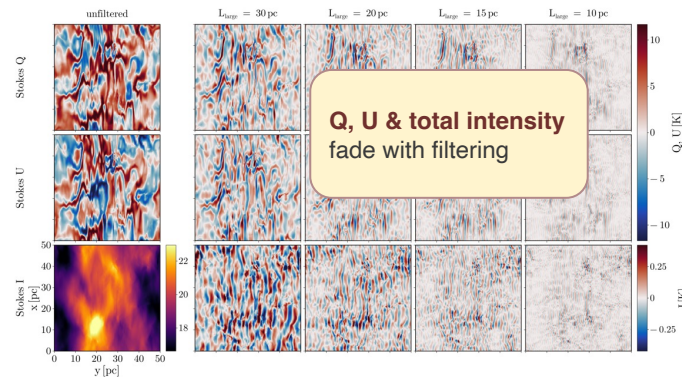 unfiltered
L_large = 30 pc
L_large = 20 pc
L_large = 15 pc
L_large = 10 pc
Stokes Q
Stokes U
Stokes I
Q, U & total intensity
fade with filtering
10
5
0
−5
−10
Q, U [K]
50
40
30
20
10
0
x [pc]
0
10
20
30
40
50
y [pc]
22
20
18
0.25
0
−0.25
I [K]